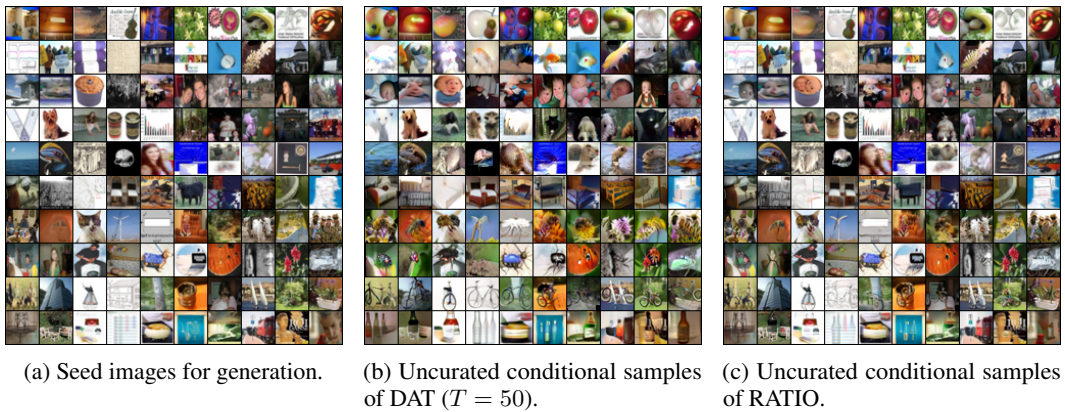 (a) Seed images for generation.
(b) Uncurated conditional samples
of DAT (T = 50).
(c) Uncurated conditional samples
of RATIO.